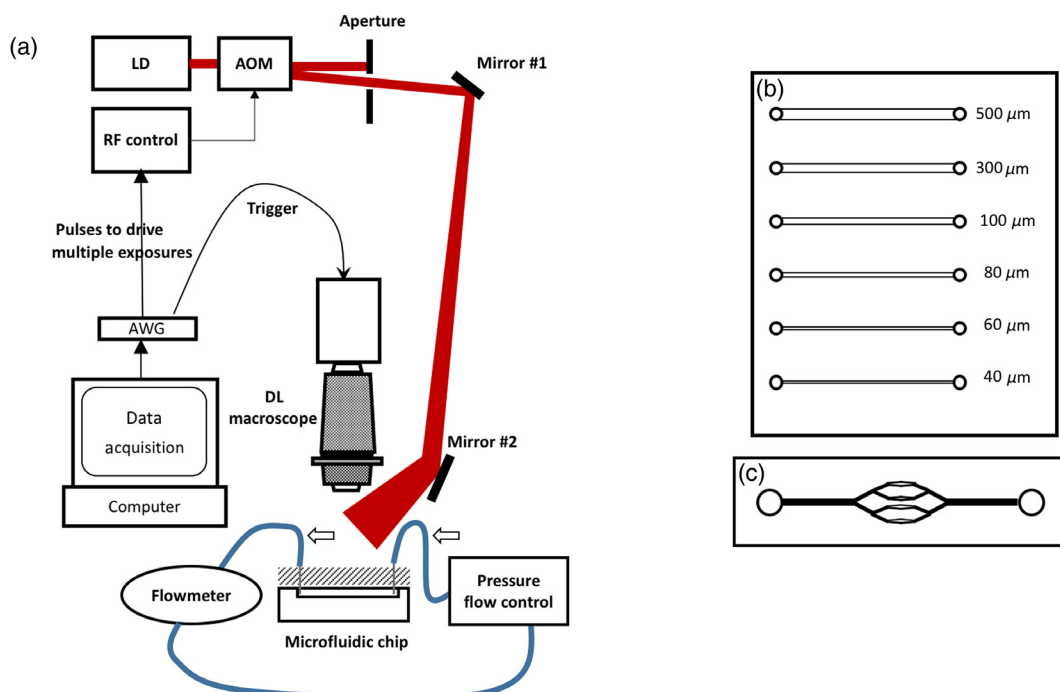 (a)
Aperture
LD
AOM
Mirror #1
RF control
Trigger
Pulses to drive
multiple exposures
AWG
DL
macroscope
Mirror #2
Data
acquisition
Computer
Flowmeter
Pressure
flow control
Microfluidic chip
(b)
500 μm
300 μm
100 μm
80 μm
60 μm
40 μm
(c)